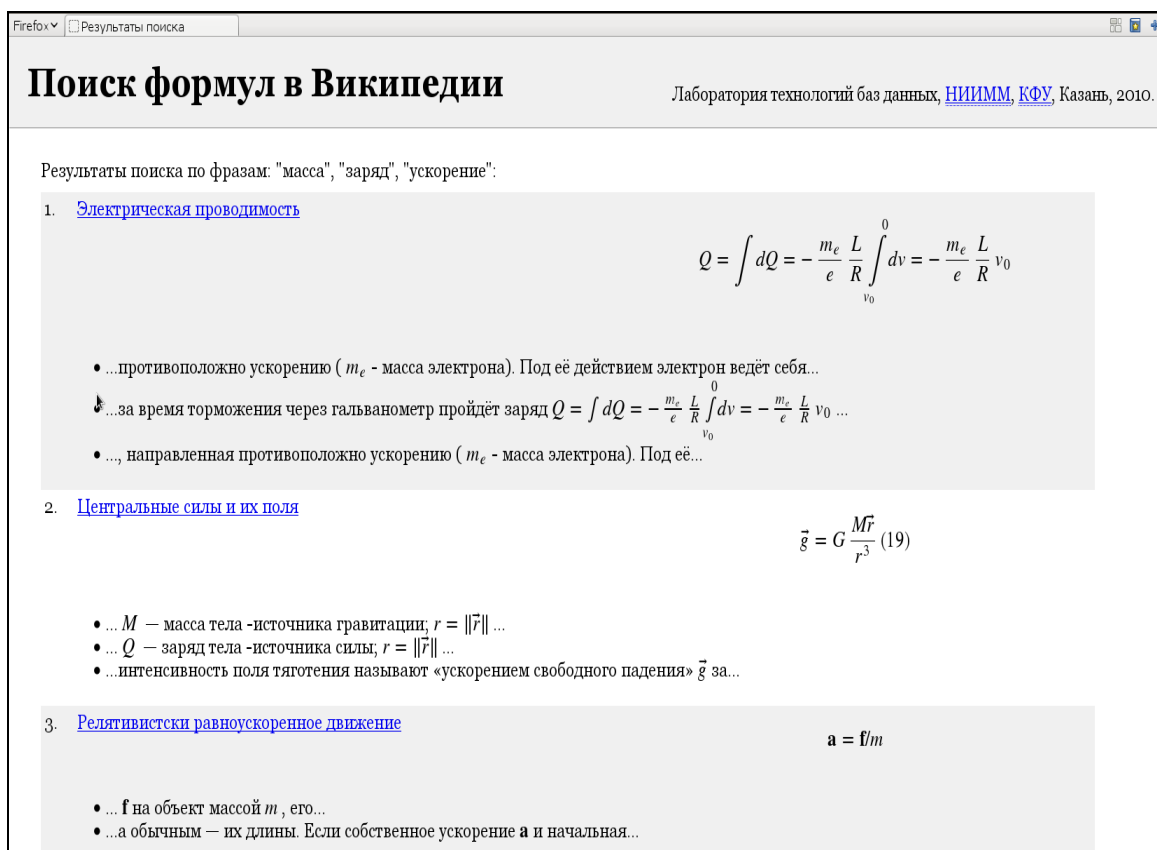 Firefox Результаты поиска
Поиск формул в Википедии
Лаборатория технологий баз данных, НИИММ, КФУ, Казань, 2010.
Результаты поиска по фразам: "масса", "заряд", "ускорение":
1. Электрическая проводимость
Q = ∫ dQ = − m_e/e L/R ∫_{v_0}^{0} dv = − m_e/e L/R v_0
• ...противоположно ускорению ( m_e - масса электрона). Под её действием электрон ведёт себя...
• ...за время торможения через гальванометр пройдёт заряд Q = ∫ dQ = − m_e/e L/R ∫_{v_0}^{0} dv = − m_e/e L/R v_0 ...
• ..., направленная противоположно ускорению ( m_e - масса электрона). Под её...
2. Центральные силы и их поля
g⃗ = G Mr⃗/r³ (19)
• ... M — масса тела -источника гравитации; r = ||r⃗|| ...
• ... Q — заряд тела -источника силы; r = ||r⃗|| ...
• ...интенсивность поля тяготения называют «ускорением свободного падения» g⃗ за...
3. Релятивистски равноускоренное движение
a = f/m
• ... f на объект массой m , его...
• ...а обычным — их длины. Если собственное ускорение a и начальная...